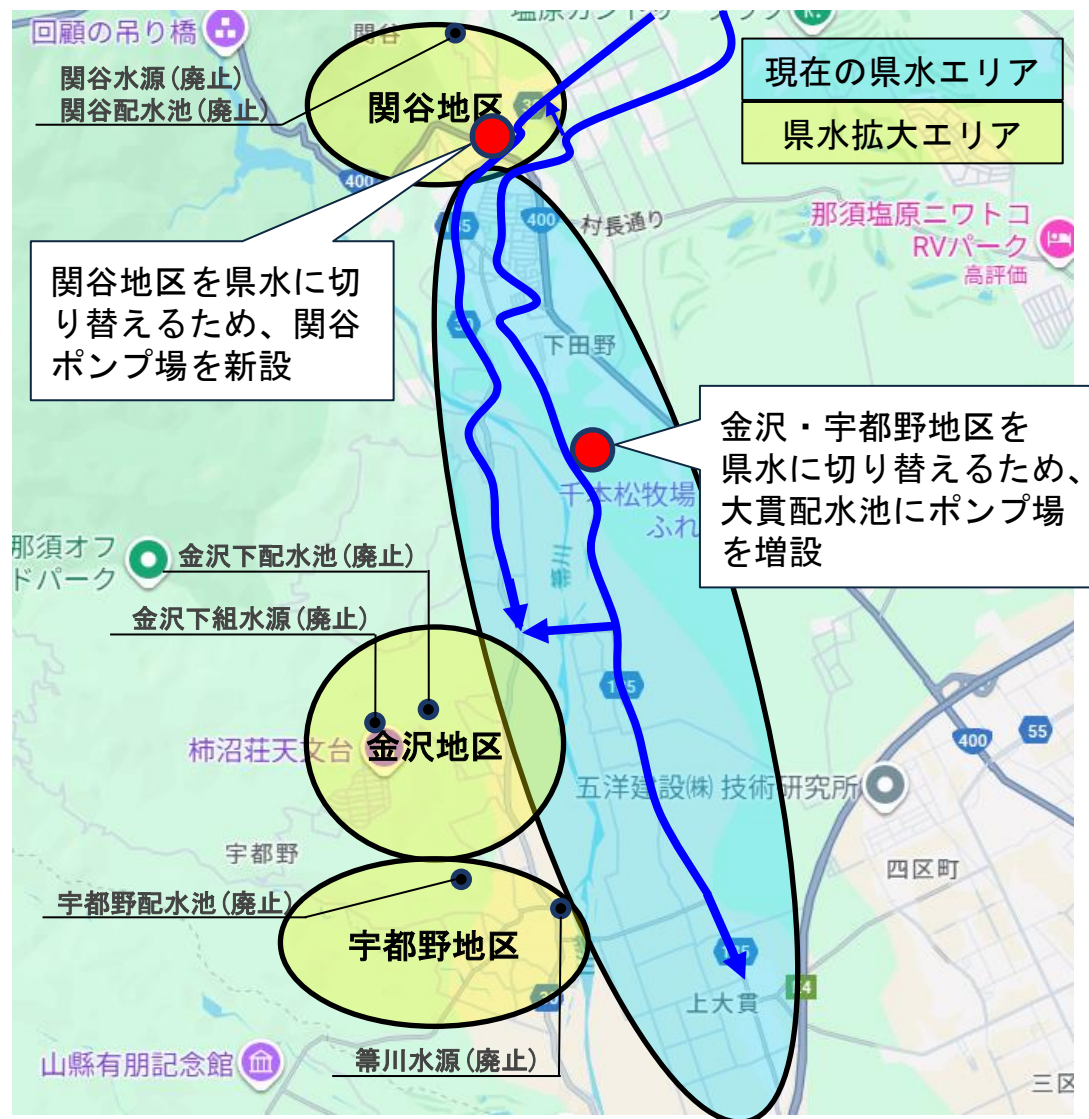 回顧の吊り橋
関谷
関谷水源(廃止)
関谷配水池(廃止)
関谷地区
現在の県水エリア
県水拡大エリア
400
400
村長通り
那須塩原ニワトコ
RVパーク
高評価
関谷地区を県水に切
り替えるため、関谷
ポンプ場を新設
下田野
金沢・宇都野地区を
県水に切り替えるため、
大貫配水池にポンプ場
を増設
千本松牧場
ふれ
箒川
那須オフ
ドパーク
金沢下配水池(廃止)
金沢下組水源(廃止)
柿沼荘天文台
金沢地区
400
55
五洋建設㈱ 技術研究所
宇都野
四区町
宇都野配水池(廃止)
宇都野地区
上大貫
山縣有朋記念館
箒川水源(廃止)
三区